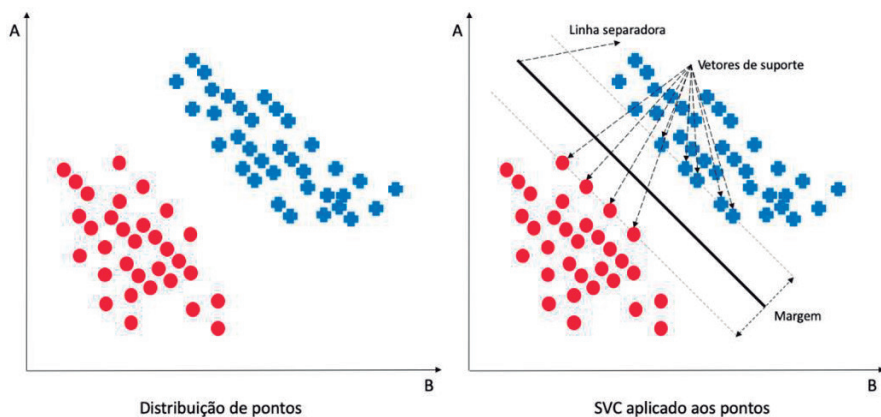 A
B
Distribuição de pontos
A
Linha separadora
Vetores de suporte
Margem
B
SVC aplicado aos pontos